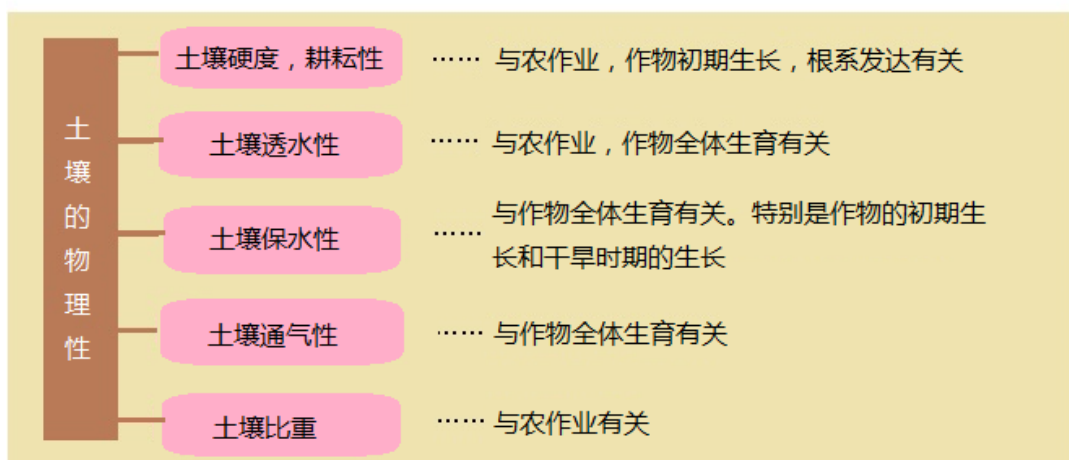 土壤的物理性
土壤硬度，耕耘性 …… 与农作业，作物初期生长，根系发达有关
土壤透水性 …… 与农作业，作物全体生育有关
土壤保水性 …… 与作物全体生育有关。特别是作物的初期生
长和干旱时期的生长
土壤通气性 …… 与作物全体生育有关
土壤比重 …… 与农作业有关